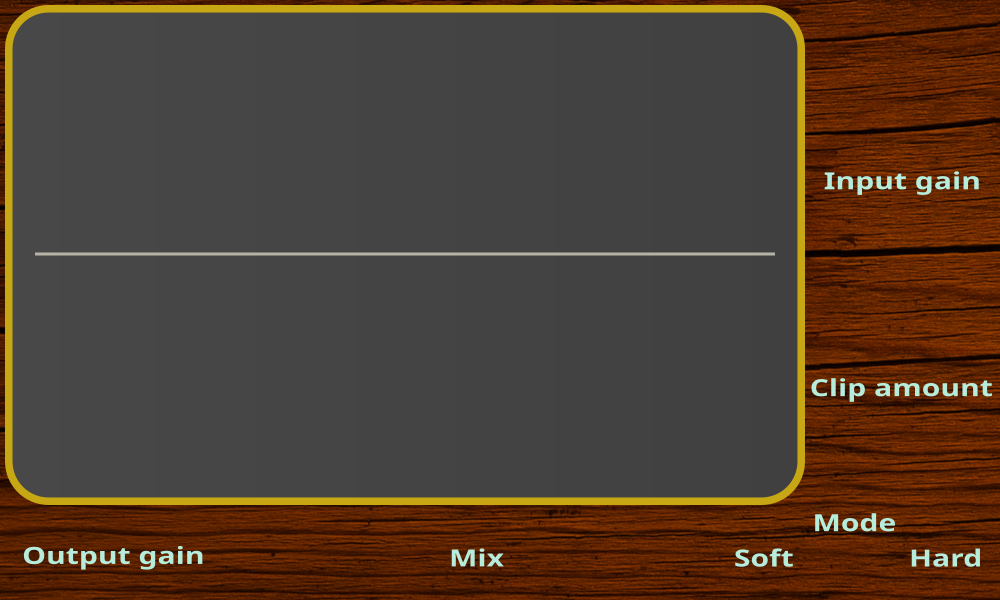 Input gain
Clip amount
Mode
Output gain
Mix
Soft
Hard